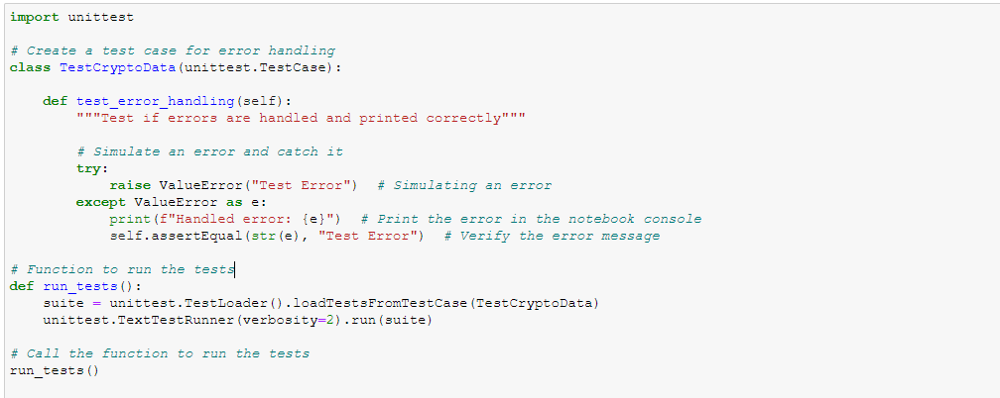 import unittest
# Create a test case for error handling
class TestCryptoData(unittest.TestCase):
def test_error_handling(self):
"""Test if errors are handled and printed correctly"""
# Simulate an error and catch it
try:
raise ValueError("Test Error")  # Simulating an error
except ValueError as e:
print(f"Handled error: {e}")  # Print the error in the notebook console
self.assertEqual(str(e), "Test Error")  # Verify the error message
# Function to run the tests
def run_tests():
suite = unittest.TestLoader().loadTestsFromTestCase(TestCryptoData)
unittest.TextTestRunner(verbosity=2).run(suite)
# Call the function to run the tests
run_tests()